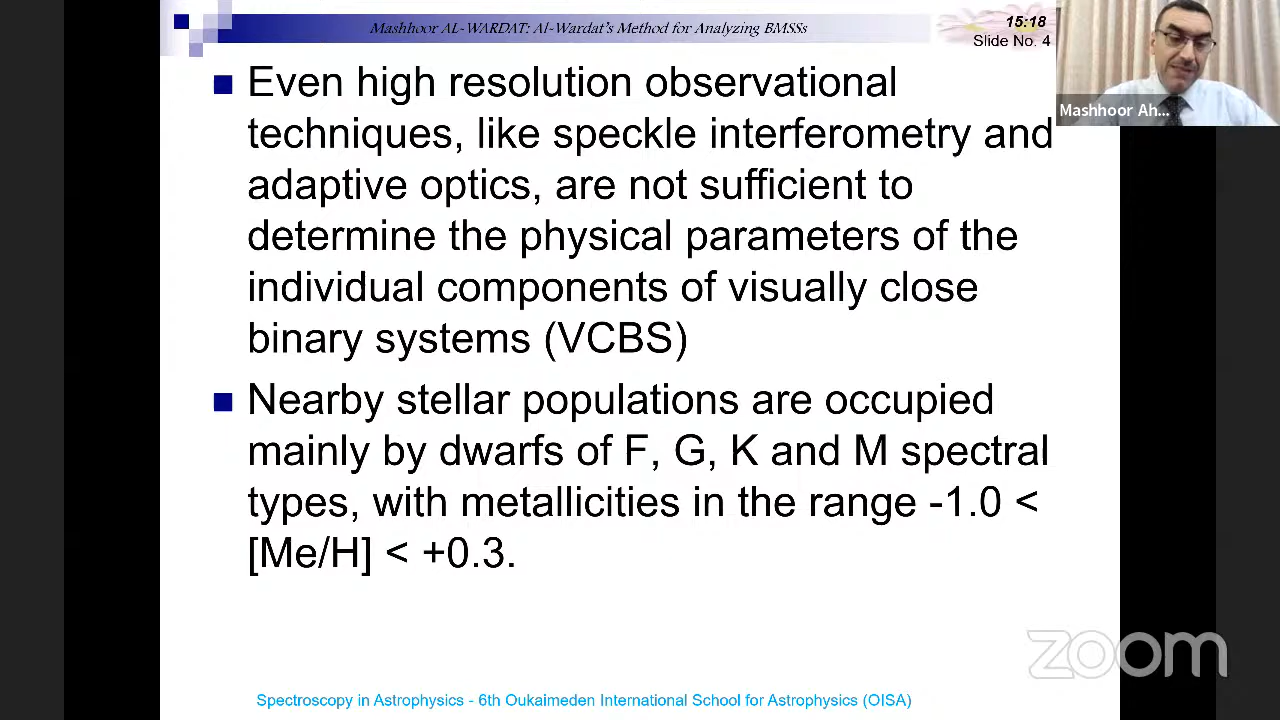 Mashhoor AL-WARDAT: Al-Wardat's Method for Analyzing BMSSs
15:18
Slide No. 4
Mashhoor Ah...
Even high resolution observational
techniques, like speckle interferometry and
adaptive optics, are not sufficient to
determine the physical parameters of the
individual components of visually close
binary systems (VCBS)
Nearby stellar populations are occupied
mainly by dwarfs of F, G, K and M spectral
types, with metallicities in the range -1.0 <
[Me/H] < +0.3.
zoom
Spectroscopy in Astrophysics - 6th Oukaimeden International School for Astrophysics (OISA)